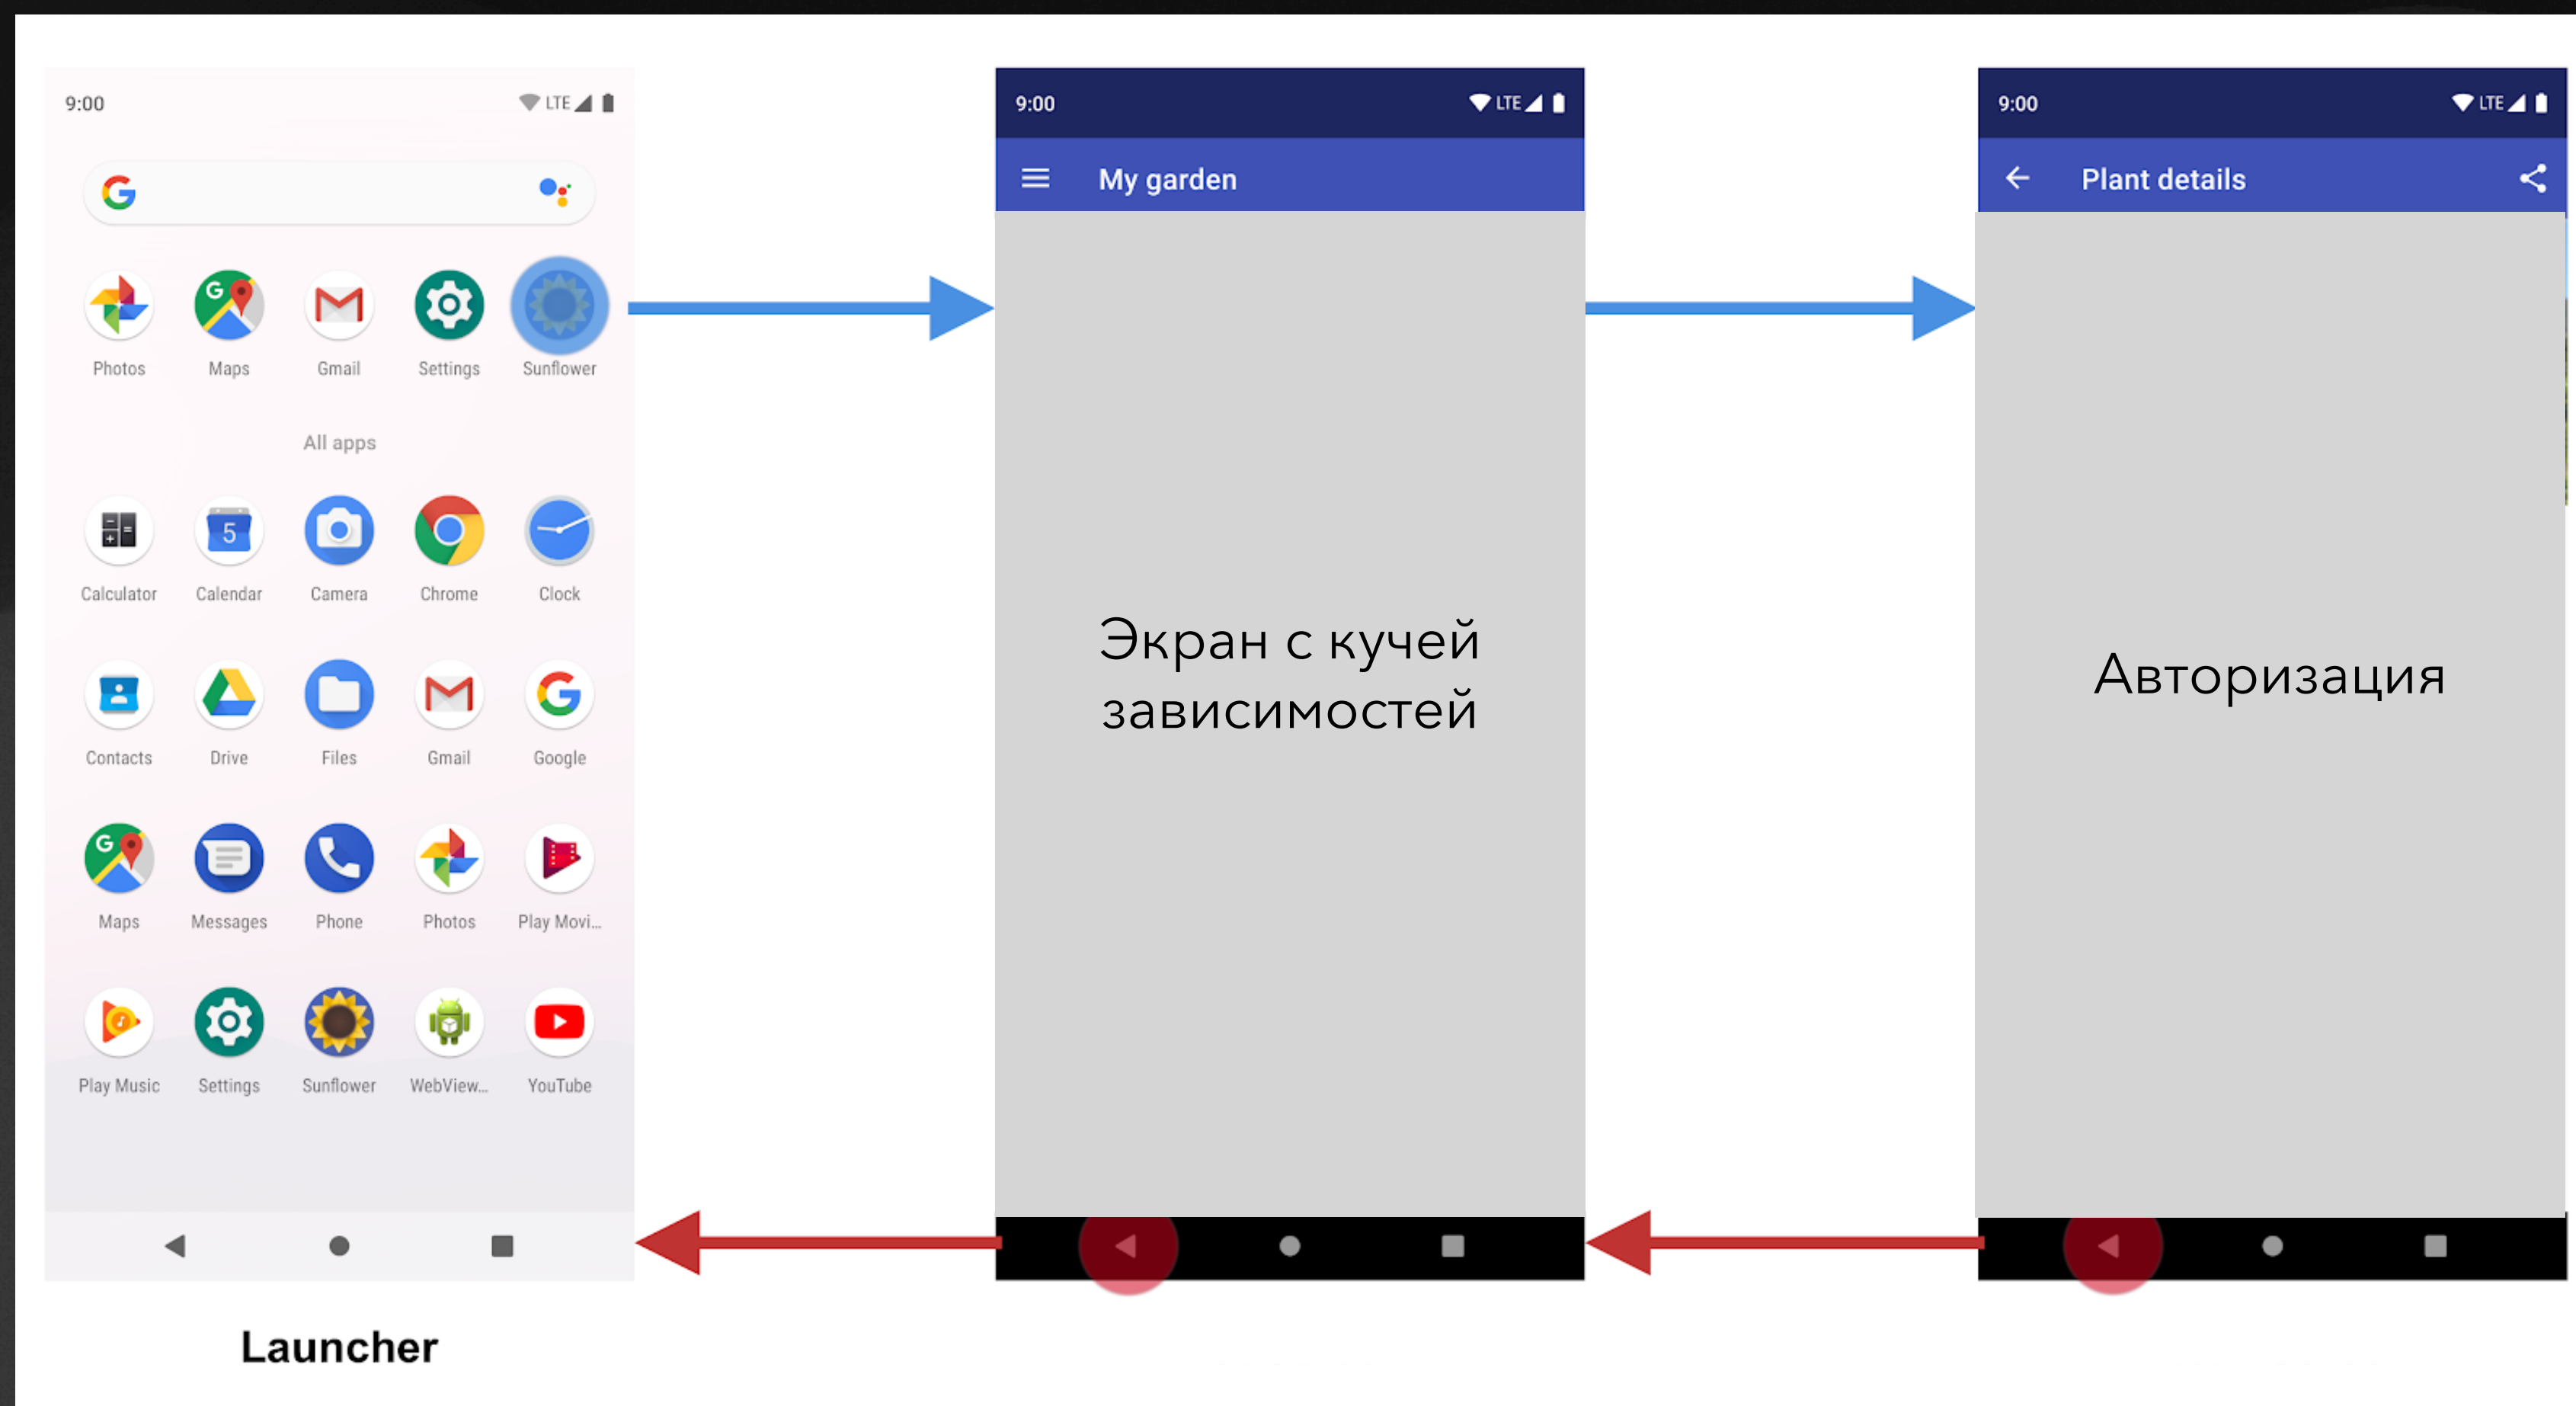 9:00
LTE
Photos
Maps
Gmail
Settings
Sunflower
All apps
5
Calculator
Calendar
Camera
Chrome
Clock
Contacts
Drive
Files
Gmail
Google
Maps
Messages
Phone
Photos
Play Movi...
Play Music
Settings
Sunflower
WebView...
YouTube
Launcher
9:00
LTE
My garden
Экран с кучей
зависимостей
9:00
LTE
Plant details
Авторизация